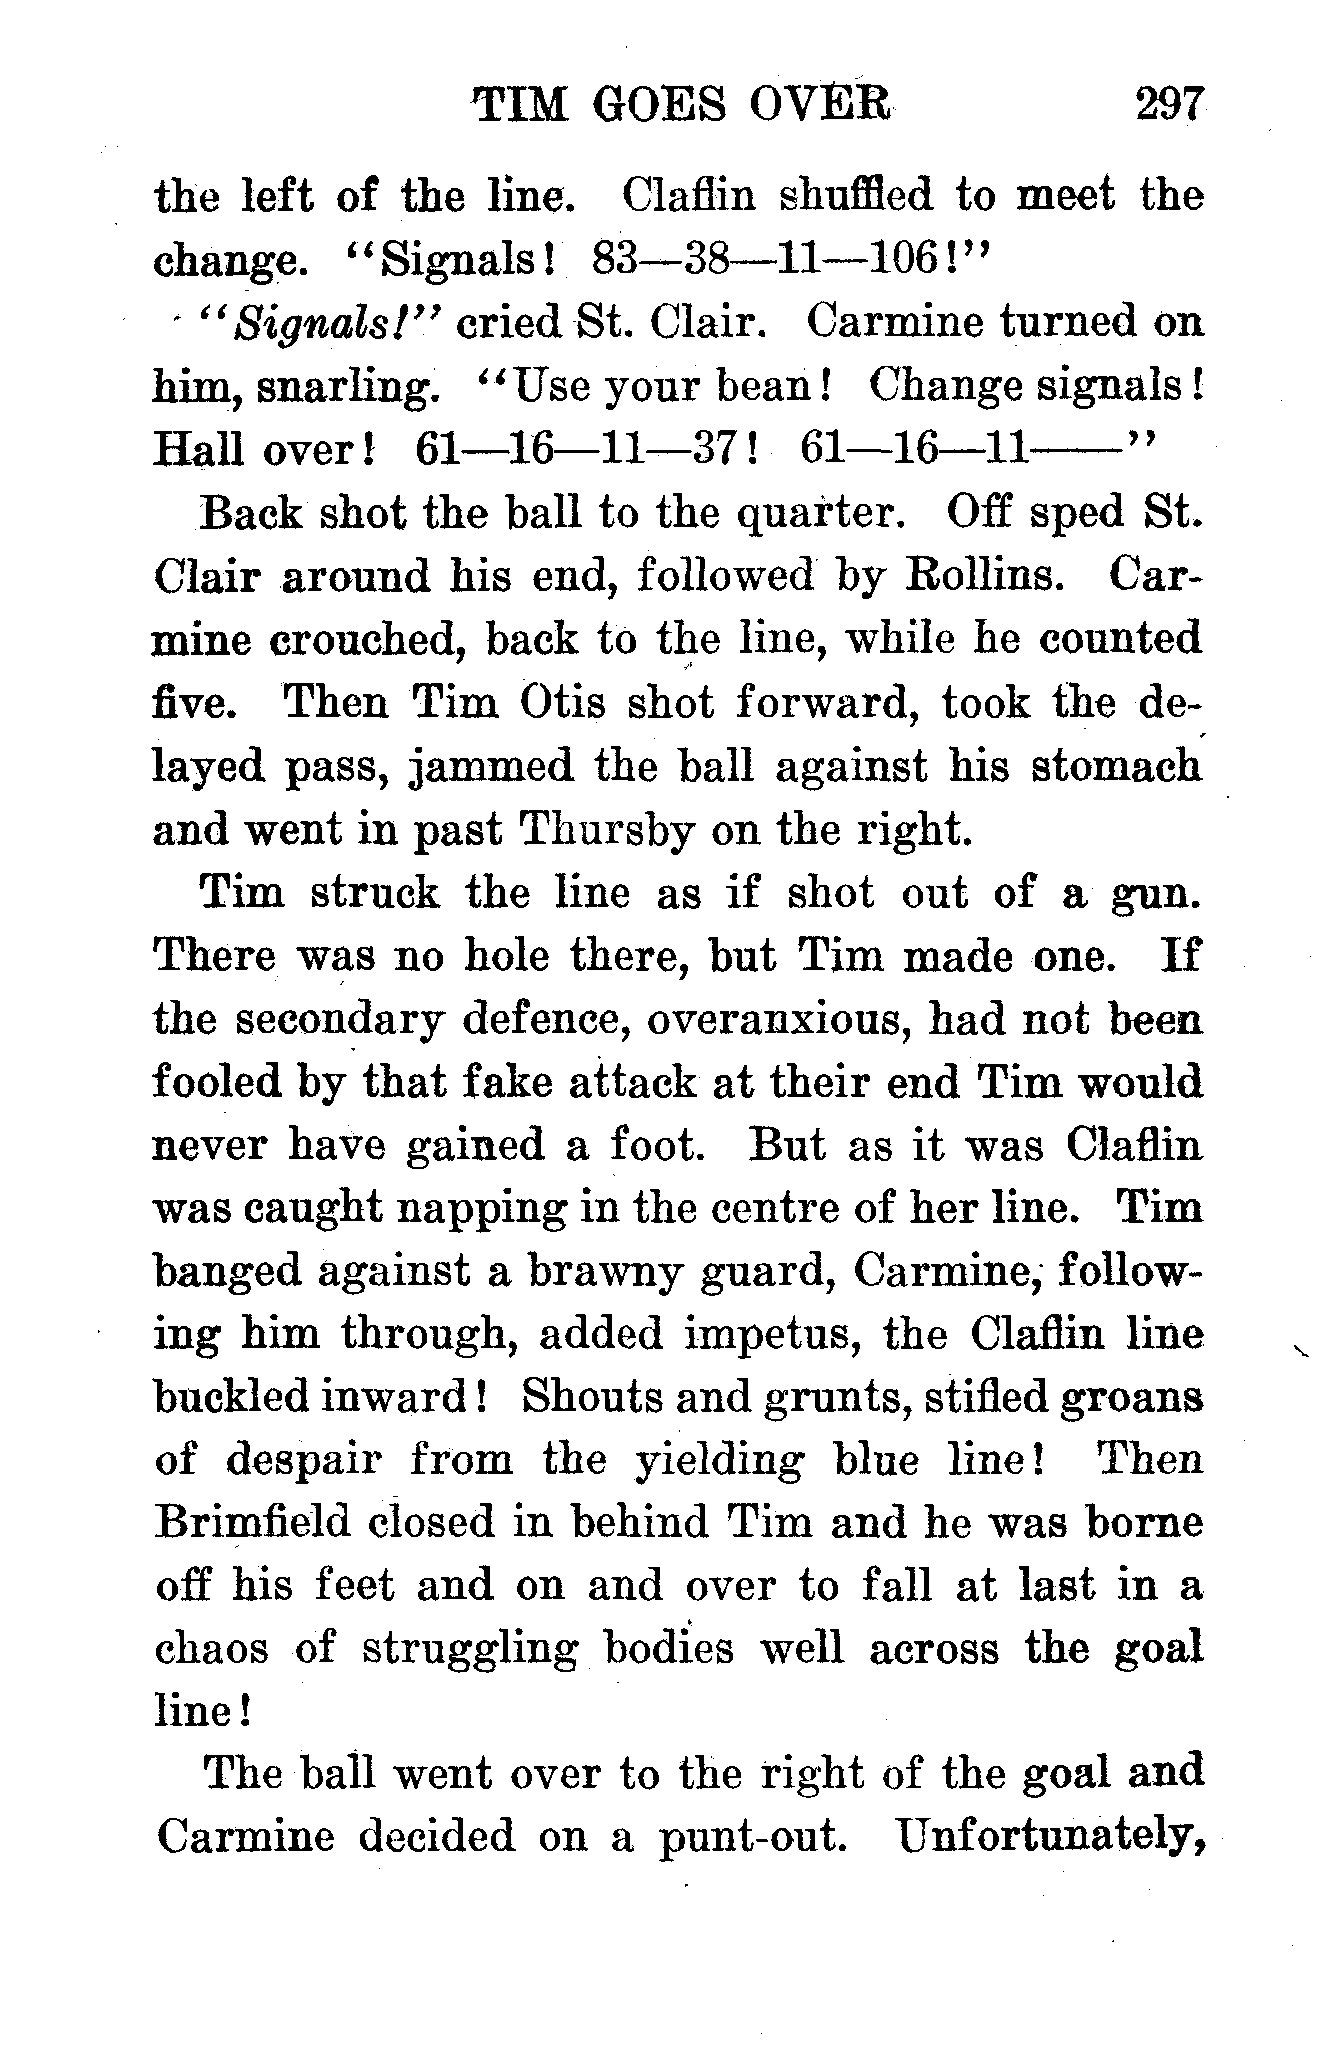 TIM GOES OVER 297
the left of the line. Claflin shuffled to meet the
change. "Signals! 83—38—11—106!"
"Signals!" cried St. Clair. Carmine turned on
him, snarling. "Use your bean! Change signals!
Hall over! 61—16—11—37! 61—16—11——"
Back shot the ball to the quarter. Off sped St.
Clair around his end, followed by Rollins. Car-
mine crouched, back to the line, while he counted
five. Then Tim Otis shot forward, took the de-
layed pass, jammed the ball against his stomach
and went in past Thursby on the right.
Tim struck the line as if shot out of a gun.
There was no hole there, but Tim made one. If
the secondary defence, overanxious, had not been
fooled by that fake attack at their end Tim would
never have gained a foot. But as it was Claflin
was caught napping in the centre of her line. Tim
banged against a brawny guard, Carmine, follow-
ing him through, added impetus, the Claflin line
buckled inward! Shouts and grunts, stifled groans
of despair from the yielding blue line! Then
Brimfield closed in behind Tim and he was borne
off his feet and on and over to fall at last in a
chaos of struggling bodies well across the goal
line!
The ball went over to the right of the goal and
Carmine decided on a punt-out. Unfortunately,